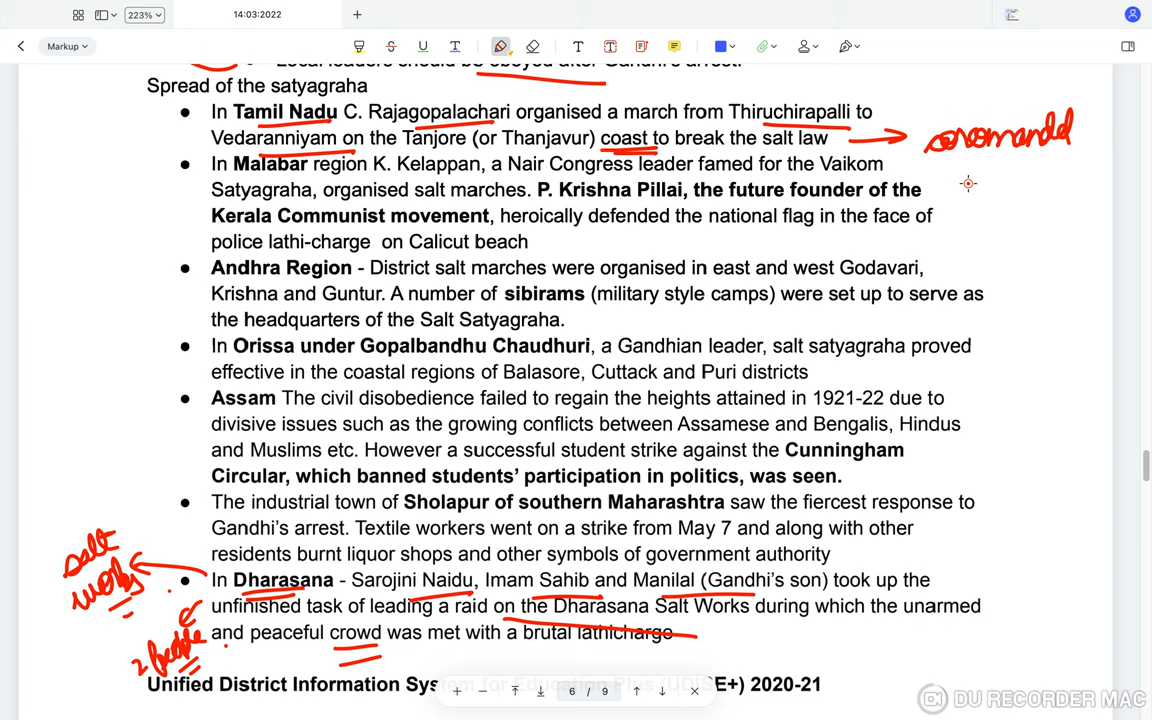 223%
14:03:2022
Markup
Local leaders should be obeyed after Gandhi's arrest.
Spread of the satyagraha
● In Tamil Nadu C. Rajagopalachari organised a march from Thiruchirapalli to
Vedaranniyam on the Tanjore (or Thanjavur) coast to break the salt law
coromandel
● In Malabar region K. Kelappan, a Nair Congress leader famed for the Vaikom
Satyagraha, organised salt marches. P. Krishna Pillai, the future founder of the
Kerala Communist movement, heroically defended the national flag in the face of
police lathi-charge on Calicut beach
● Andhra Region - District salt marches were organised in east and west Godavari,
Krishna and Guntur. A number of sibirams (military style camps) were set up to serve as
the headquarters of the Salt Satyagraha.
● In Orissa under Gopalbandhu Chaudhuri, a Gandhian leader, salt satyagraha proved
effective in the coastal regions of Balasore, Cuttack and Puri districts
● Assam The civil disobedience failed to regain the heights attained in 1921-22 due to
divisive issues such as the growing conflicts between Assamese and Bengalis, Hindus
and Muslims etc. However a successful student strike against the Cunningham
Circular, which banned students' participation in politics, was seen.
● The industrial town of Sholapur of southern Maharashtra saw the fiercest response to
Gandhi's arrest. Textile workers went on a strike from May 7 and along with other
residents burnt liquor shops and other symbols of government authority
salt
works
● In Dharasana - Sarojini Naidu, Imam Sahib and Manilal (Gandhi's son) took up the
unfinished task of leading a raid on the Dharasana Salt Works during which the unarmed
and peaceful crowd was met with a brutal lathicharge
2
Unified District Information Sys for Education Plus (UDISE+) 2020-21
6 / 9
DU RECORDER MAC